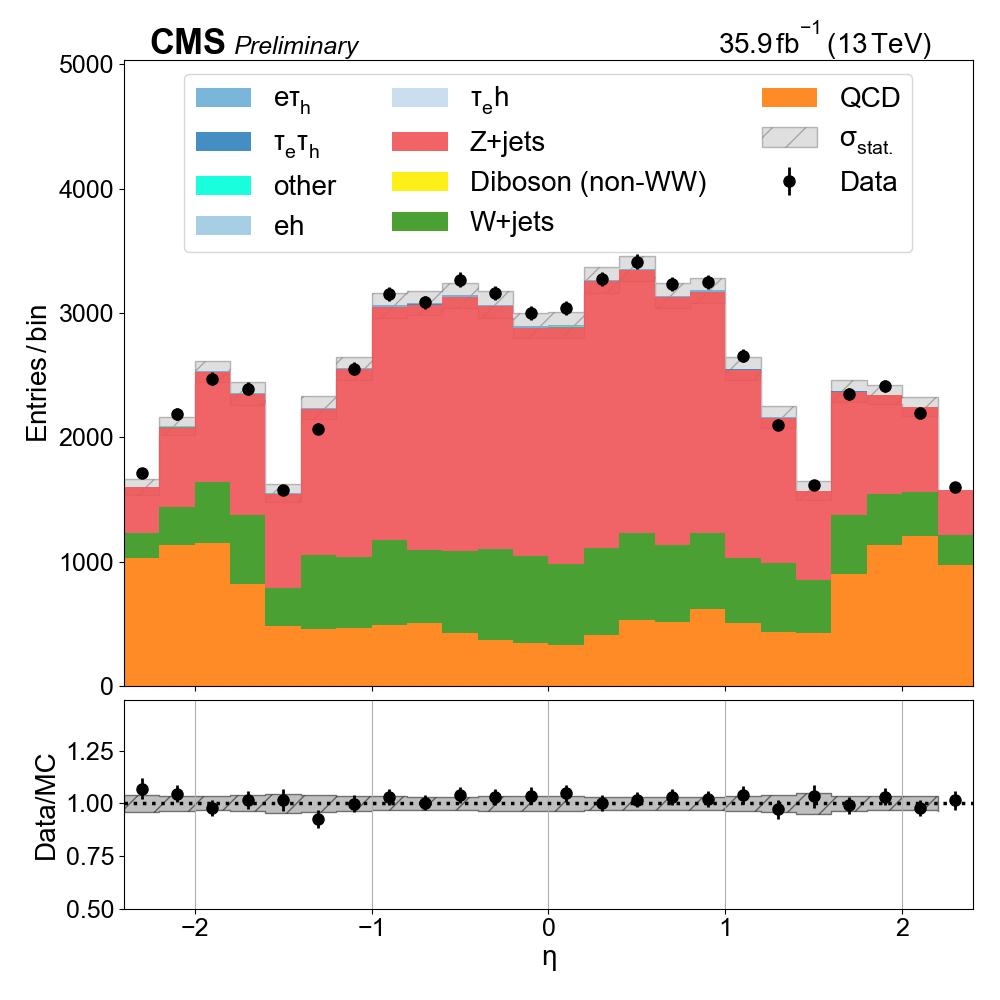 CMS Preliminary 35.9 fb⁻¹ (13 TeV)
Entries / bin
5000
4000
3000
2000
1000
0
eτh
τeτh
other
eh
τeh
Z+jets
Diboson (non-WW)
W+jets
QCD
σstat.
Data
Data/MC
1.25
1.00
0.75
0.50
−2 −1 0 1 2
η